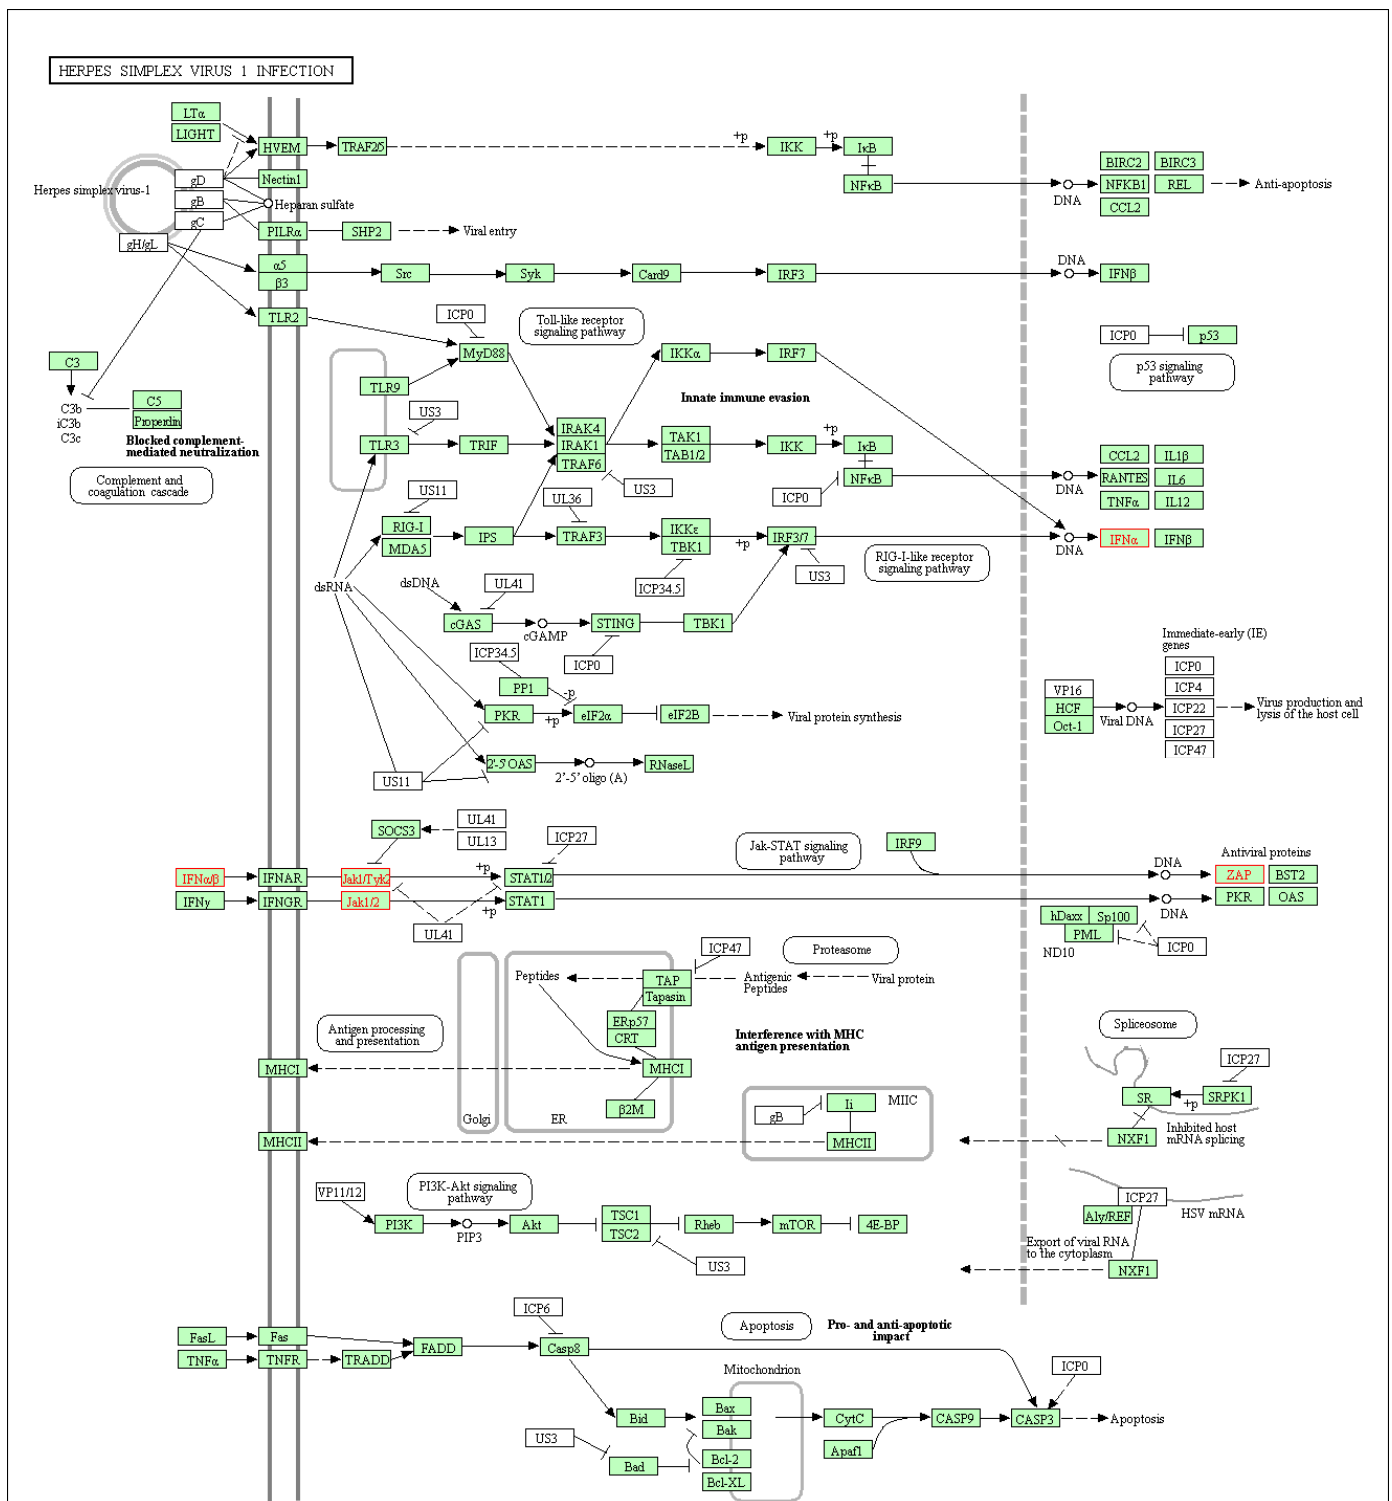 HERPES SIMPLEX VIRUS 1 INFECTION
LTα
LIGHT
HVEM
TRAF2/5
+p
IKK
+p
IκB
NFκB
DNA
BIRC2
BIRC3
NFKB1
REL
CCL2
Anti-apoptosis
Herpes simplex virus-1
gD
gB
gC
gH/gL
Nectin1
Heparan sulfate
PILRα
SHP2
Viral entry
α5
β3
Src
Syk
Card9
IRF3
DNA
IFNβ
TLR2
ICP0
Toll-like receptor
signaling pathway
MyD88
IKKα
IRF7
ICP0
p53
p53 signaling
pathway
C3
C3b
iC3b
C3c
C5
Properdin
Blocked complement-
mediated neutralization
Complement and
coagulation cascade
TLR9
US3
TLR3
TRIF
IRAK4
IRAK1
TRAF6
US3
Innate immune evasion
TAK1
TAB1/2
IKK
+p
IκB
NFκB
ICP0
DNA
CCL2
IL1β
RANTES
IL6
TNFα
IL12
US11
RIG-I
MDA5
IPS
UL36
TRAF3
IKKε
TBK1
+p
ICP34.5
IRF3/7
US3
RIG-I-like receptor
signaling pathway
DNA
IFNα
IFNβ
dsRNA
dsDNA
UL41
cGAS
cGAMP
STING
TBK1
ICP0
ICP34.5
PP1
-p
PKR
+p
eIF2α
eIF2B
Viral protein synthesis
US11
2'-5' OAS
2'-5' oligo (A)
RNaseL
Immediate-early (IE)
genes
VP16
HCF
Oct-1
Viral DNA
ICP0
ICP4
ICP22
ICP27
ICP47
Virus production and
lysis of the host cell
SOCS3
UL41
UL13
ICP27
Jak-STAT signaling
pathway
IRF9
IFNα/β
IFNAR
Jak1/Tyk2
+p
STAT1/2
DNA
Antiviral proteins
ZAP
BST2
IFNγ
IFNGR
Jak1/2
+p
STAT1
DNA
PKR
OAS
UL41
hDaxx
Sp100
PML
ND10
ICP0
Peptides
TAP
Tapasin
ICP47
Antigenic
Peptides
Proteasome
Viral protein
ERp57
CRT
Antigen processing
and presentation
Interference with MHC
antigen presentation
MHCI
MHCI
β2M
Golgi
ER
gB
Ii
MIIC
MHCII
MHCII
Spliceosome
ICP27
SR
+p
SRPK1
NXF1
Inhibited host
mRNA splicing
VP11/12
PI3K-Akt signaling
pathway
PI3K
PIP3
Akt
TSC1
TSC2
Rheb
mTOR
4E-BP
US3
ICP27
Aly/REF
HSV mRNA
Export of viral RNA
to the cytoplasm
NXF1
FasL
Fas
TNFα
TNFR
TRADD
FADD
ICP6
Casp8
Apoptosis
Pro- and anti-apoptotic
impact
Mitochondrion
ICP0
Bid
Bax
Bak
US3
Bad
Bcl-2
Bcl-XL
CytC
Apaf1
CASP9
CASP3
Apoptosis